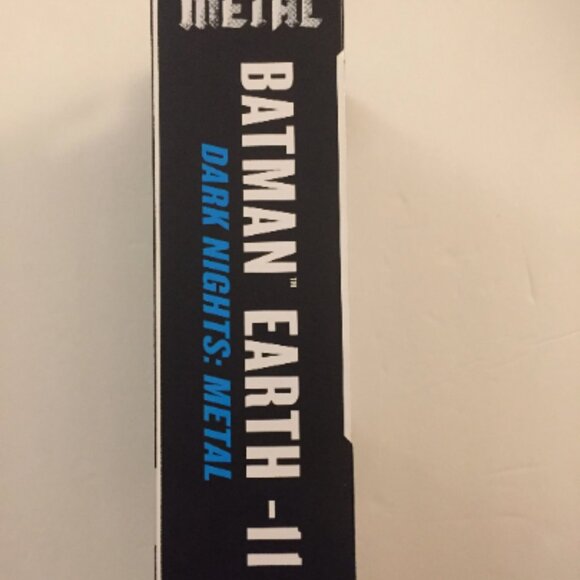 METAL
BATMAN™ EARTH -11
DARK NIGHTS: METAL